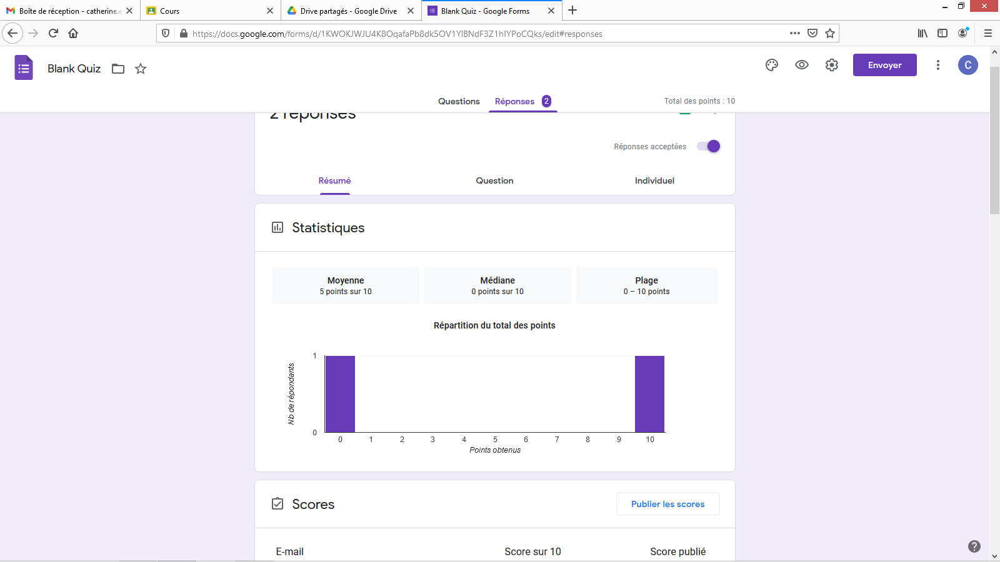 Boîte de réception - catherine.e
Cours
Drive partagés - Google Drive
Blank Quiz - Google Forms
https://docs.google.com/forms/d/1KWOKJWJU4K8OqafaPb8dk5OV1YlBNdF3Z1hIYPoCQks/edit#responses
Blank Quiz
Envoyer
C
Questions
Réponses 2
Total des points : 10
2 réponses
Réponses acceptées
Résumé
Question
Individuel
Statistiques
Moyenne
5 points sur 10
Médiane
0 points sur 10
Plage
0 – 10 points
Répartition du total des points
Nb de répondants
1
0
0 1 2 3 4 5 6 7 8 9 10
Points obtenus
Scores
Publier les scores
E-mail
Score sur 10
Score publié